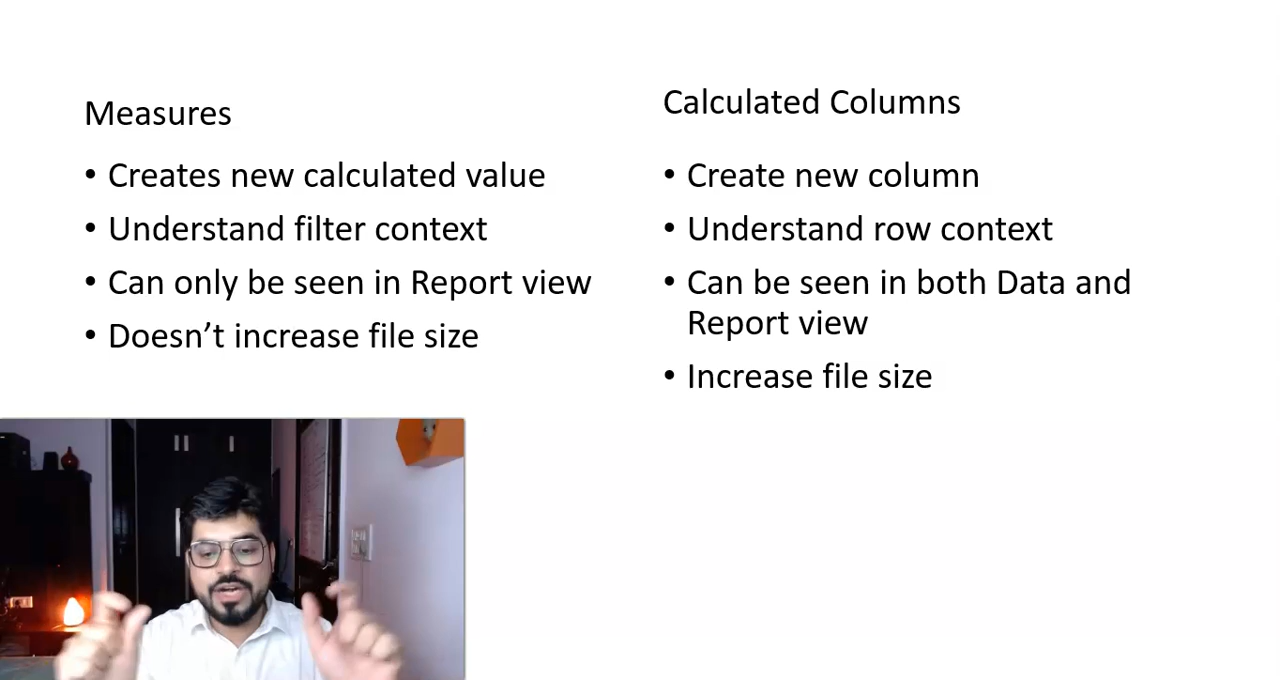 Measures
• Creates new calculated value
• Understand filter context
• Can only be seen in Report view
• Doesn’t increase file size
Calculated Columns
• Create new column
• Understand row context
• Can be seen in both Data and
Report view
• Increase file size